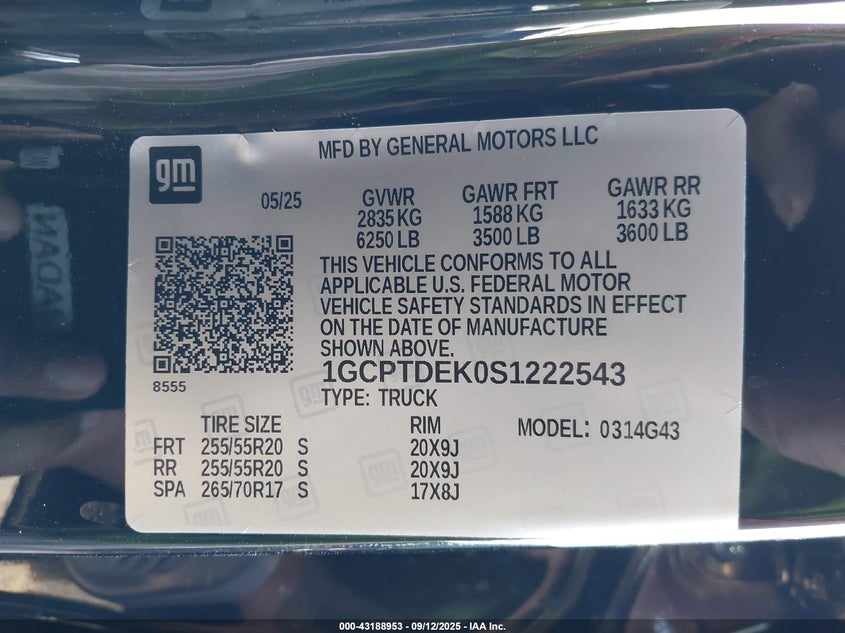 gm
MFD BY GENERAL MOTORS LLC
05/25
GVWR
2835 KG
6250 LB
GAWR FRT
1588 KG
3500 LB
GAWR RR
1633 KG
3600 LB
THIS VEHICLE CONFORMS TO ALL
APPLICABLE U.S. FEDERAL MOTOR
VEHICLE SAFETY STANDARDS IN EFFECT
ON THE DATE OF MANUFACTURE
SHOWN ABOVE.
8555
1GCPTDEK0S1222543
TYPE: TRUCK
TIRE SIZE RIM MODEL: 0314G43
FRT 255/55R20 S 20X9J
RR 255/55R20 S 20X9J
SPA 265/70R17 S 17X8J
000-43188953 - 09/12/2025 - IAA Inc.